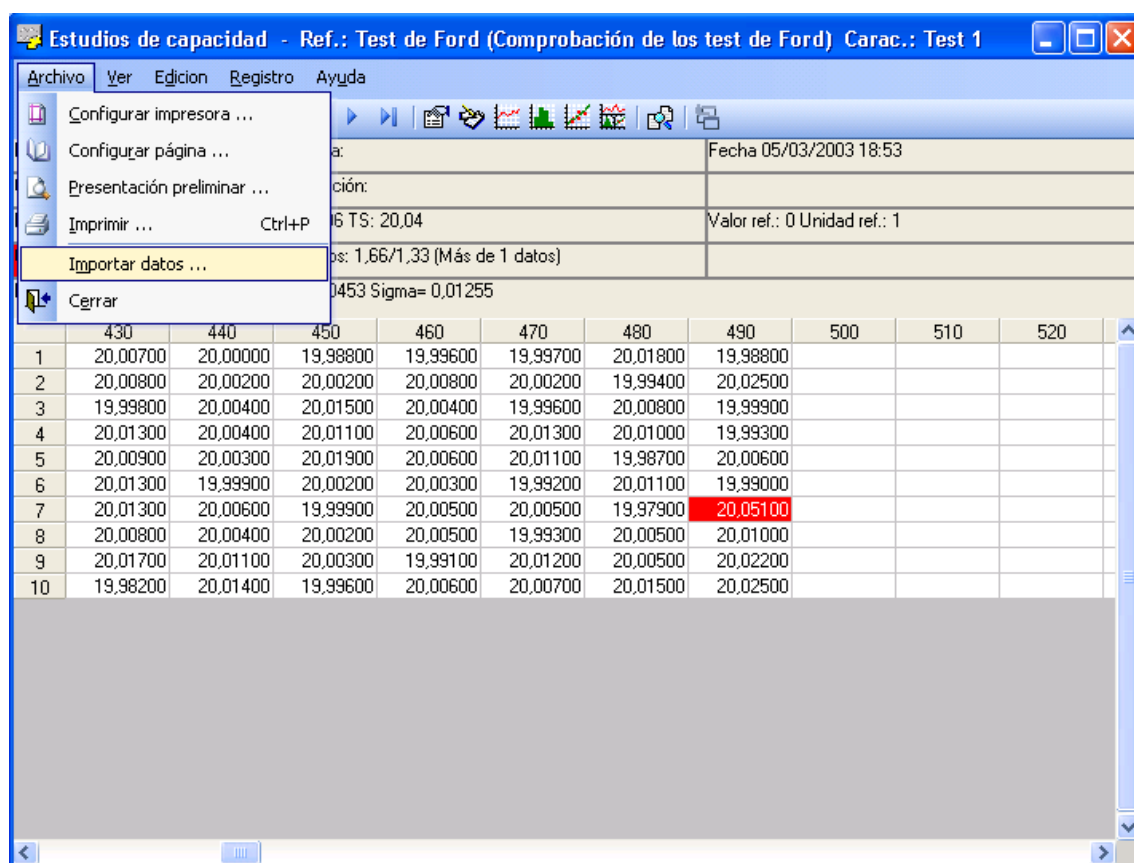 Estudios de capacidad - Ref.: Test de Ford (Comprobación de los test de Ford) Carac.: Test 1
Archivo Ver Edicion Registro Ayuda
Configurar impresora ...
Configurar página ...
Presentación preliminar ...
Imprimir ... Ctrl+P
Importar datos ...
Cerrar
a: Fecha 05/03/2003 18:53
ción:
6 TS: 20,04 Valor ref.: 0 Unidad ref.: 1
os: 1,66/1,33 (Más de 1 datos)
0453 Sigma= 0,01255
430 440 450 460 470 480 490 500 510 520
1 20,00700 20,00000 19,98800 19,99600 19,99700 20,01800 19,98800
2 20,00800 20,00200 20,00200 20,00800 20,00200 19,99400 20,02500
3 19,99800 20,00400 20,01500 20,00400 19,99600 20,00800 19,99900
4 20,01300 20,00400 20,01100 20,00600 20,01300 20,01000 19,99300
5 20,00900 20,00300 20,01900 20,00600 20,01100 19,98700 20,00600
6 20,01300 19,99900 20,00200 20,00300 19,99200 20,01100 19,99000
7 20,01300 20,00600 19,99900 20,00500 20,00500 19,97900 20,05100
8 20,00800 20,00400 20,00200 20,00500 19,99300 20,00500 20,01000
9 20,01700 20,01100 20,00300 19,99100 20,01200 20,00500 20,02200
10 19,98200 20,01400 19,99600 20,00600 20,00700 20,01500 20,02500